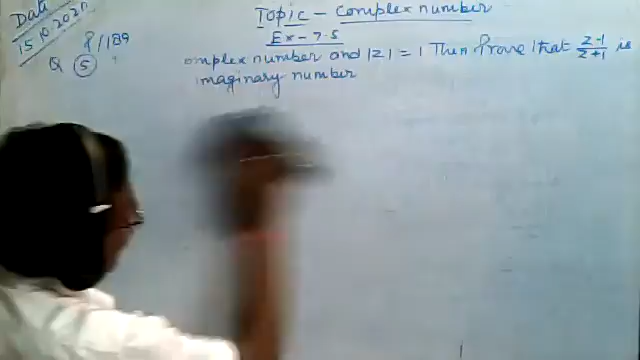 Date
15.10.2020
Topic - Complex number
Ex - 7.5
P/189
Q 5
omplex number and |z| = 1 Then Prove that z-1/z+1 is
imaginary number